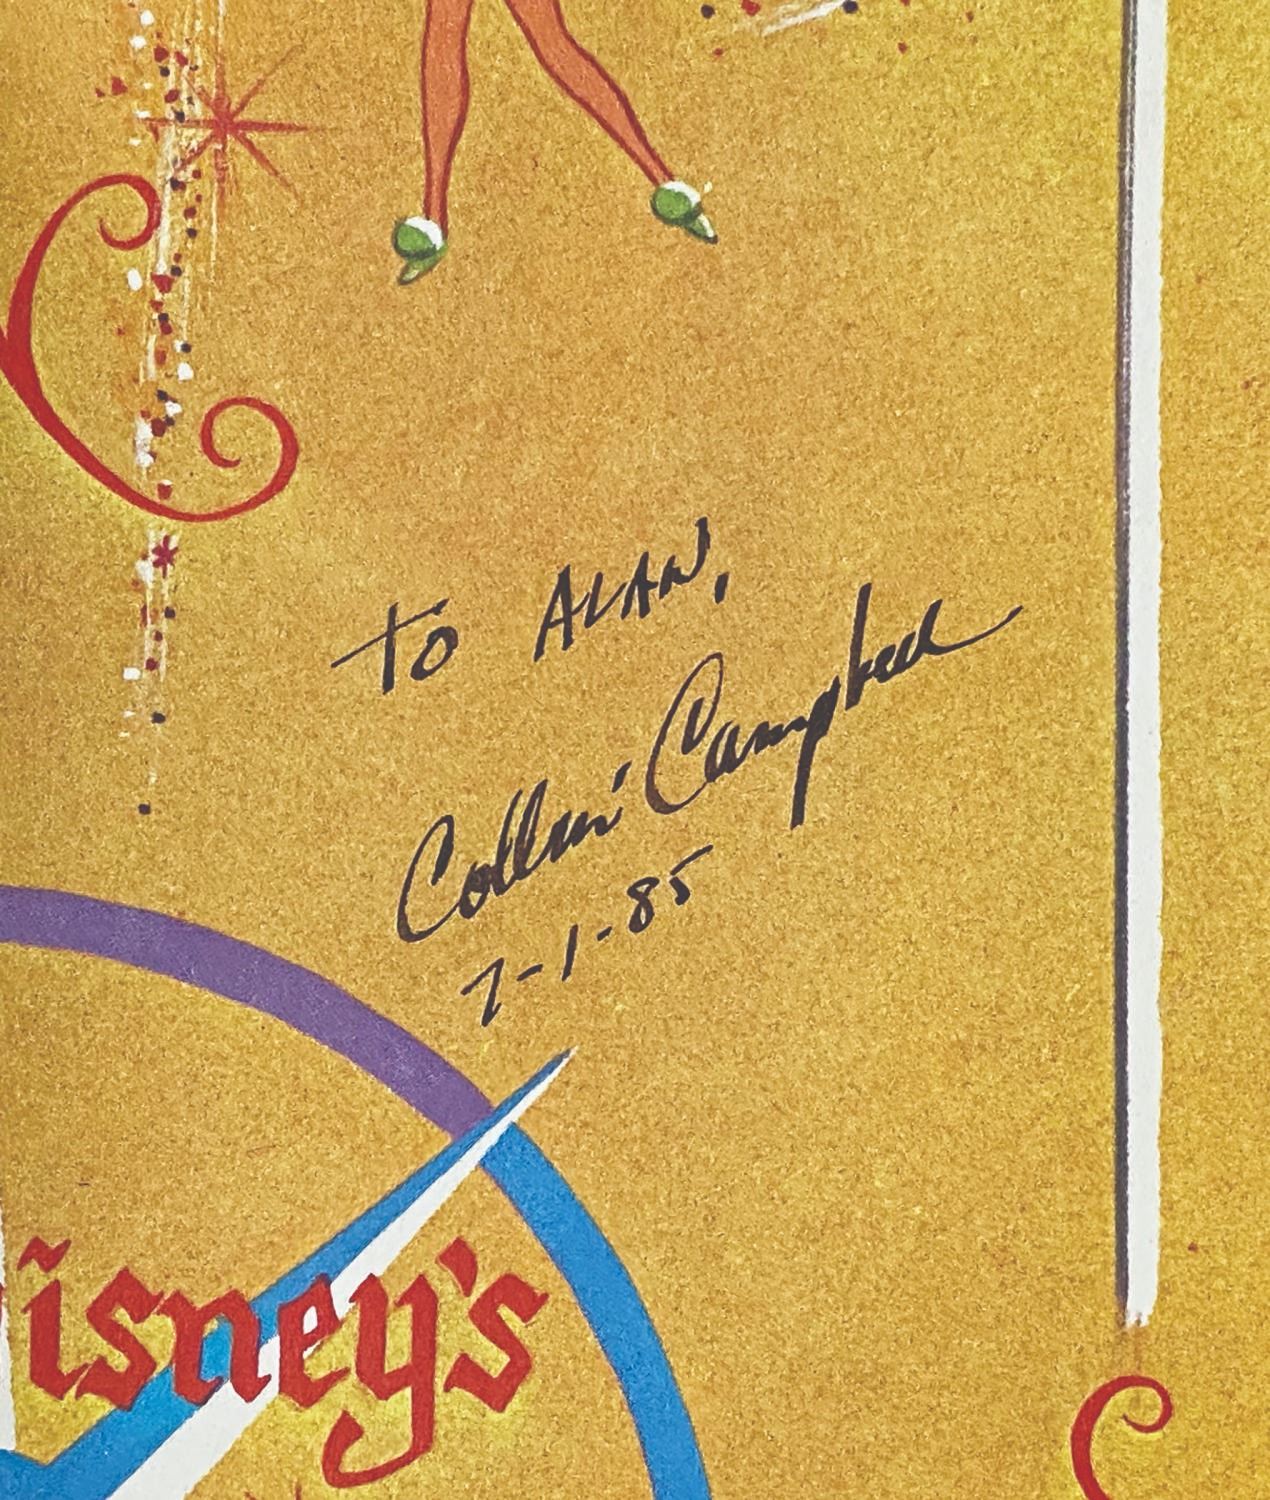 To ALAN,
Collin Campbell
7-1-85
isney's